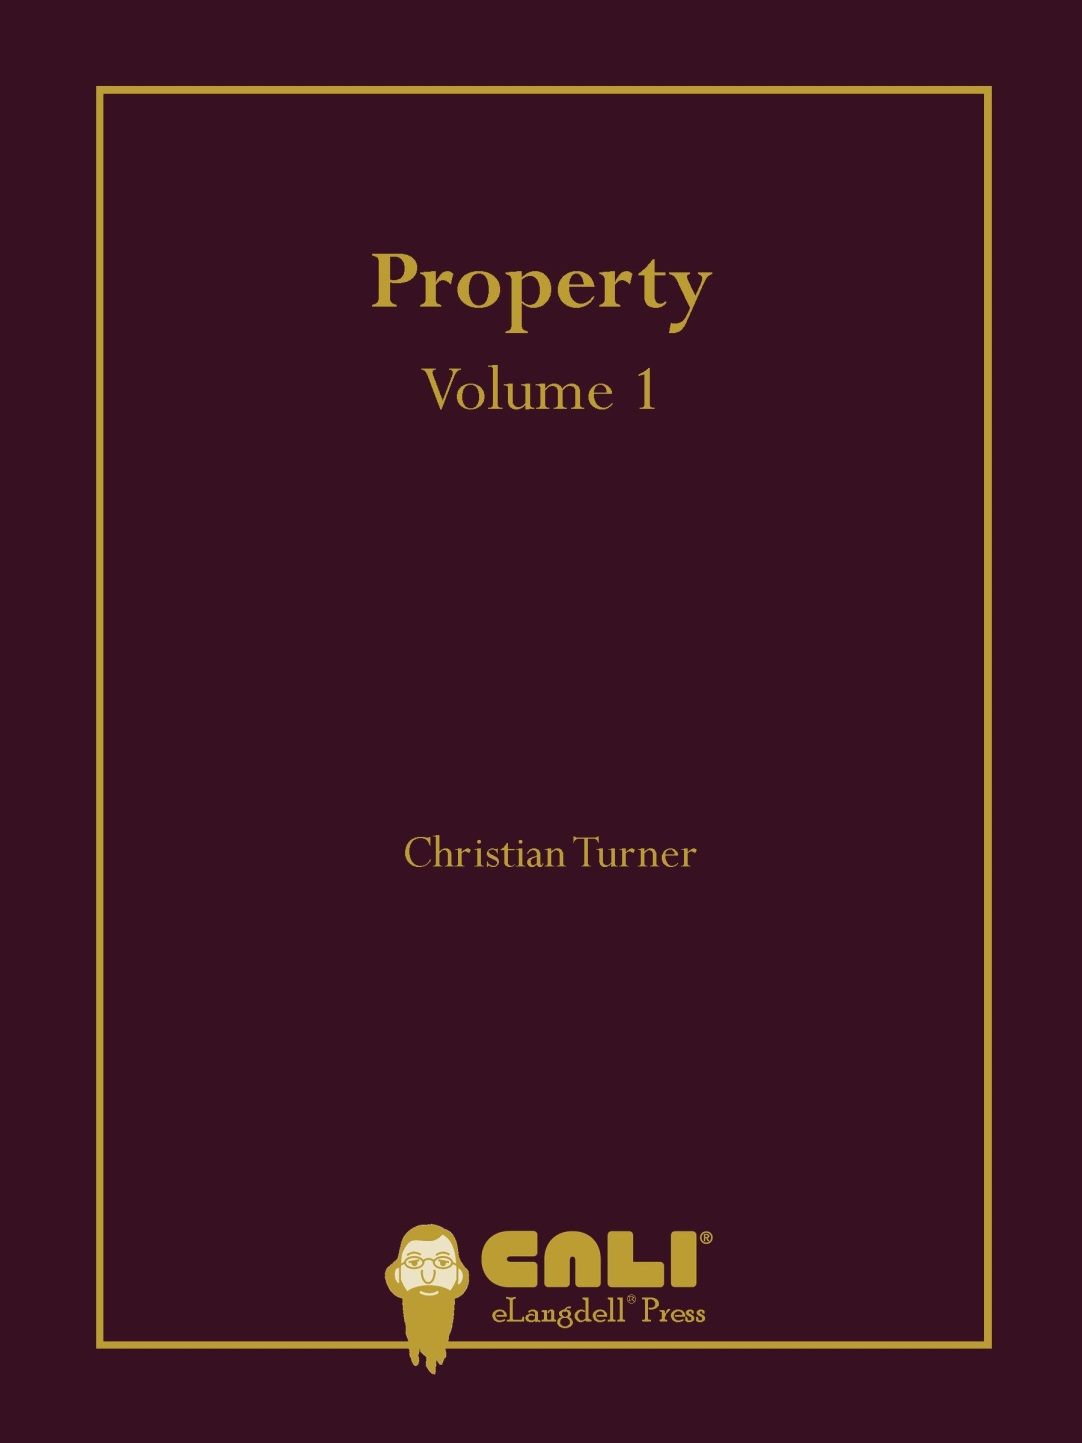 Property
Volume 1
Christian Turner
CALI®
eLangdell® Press